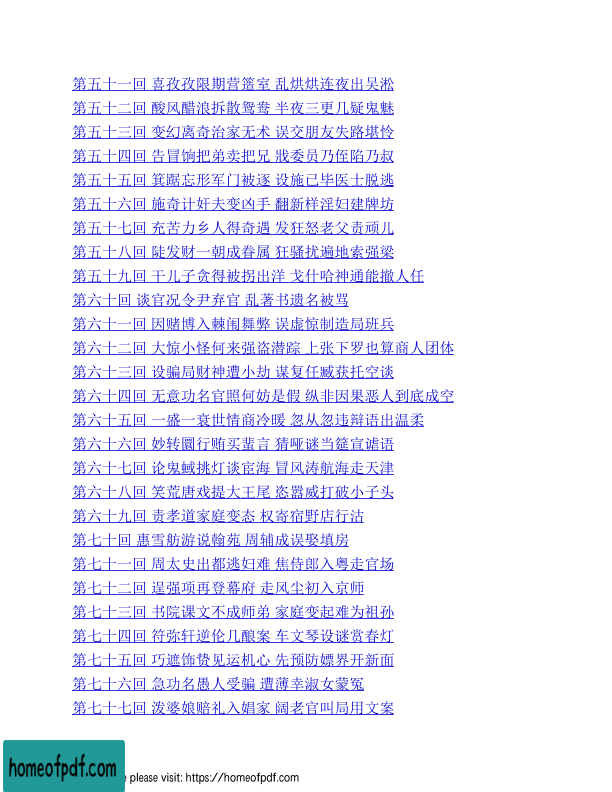 第五十一回 喜孜孜限期营簉室 乱烘烘连夜出吴淞
第五十二回 酸风醋浪拆散鸳鸯 半夜三更几疑鬼魅
第五十三回 变幻离奇治家无术 误交朋友失路堪怜
第五十四回 告冒饷把弟卖把兄 戕委员乃侄陷乃叔
第五十五回 箕踞忘形军门被逐 设施已毕医士脱逃
第五十六回 施奇计奸夫变凶手 翻新样淫妇建牌坊
第五十七回 充苦力乡人得奇遇 发狂怒老父责顽儿
第五十八回 陡发财一朝成眷属 狂骚扰遍地索强梁
第五十九回 干儿子贪得被拐出洋 戈什哈神通能撤人任
第六十回 谈官况令尹弃官 乱著书遗名被骂
第六十一回 因赌博入棘闱舞弊 误虚惊制造局班兵
第六十二回 大惊小怪何来强盗潜踪 上张下罗也算商人团体
第六十三回 设骗局财神遭小劫 谋复任臧获托空谈
第六十四回 无意功名官照何妨是假 纵非因果恶人到底成空
第六十五回 一盛一衰世情商冷暖 忽从忽违辩语出温柔
第六十六回 妙转圜行贿买蜚言 猜哑谜当筵宣谑语
第六十七回 论鬼蜮挑灯谈宦海 冒风涛航海走天津
第六十八回 笑荒唐戏提大王尾 恣嚣威打破小子头
第六十九回 责孝道家庭变态 权寄宿野店行沽
第七十回 惠雪舫游说翰苑 周辅成误娶填房
第七十一回 周太史出都逃妇难 焦侍郎入粤走官场
第七十二回 逞强项再登幕府 走风尘初入京师
第七十三回 书院课文不成师弟 家庭变起难为祖孙
第七十四回 符弥轩逆伦几酿案 车文琴设谜赏春灯
第七十五回 巧遮饰贽见运机心 先预防嫖界开新面
第七十六回 急功名愚人受骗 遭薄幸淑女蒙冤
第七十七回 泼婆娘赔礼入娼家 阔老官叫局用文案
homeofpdf.com
e please visit: https://homeofpdf.com